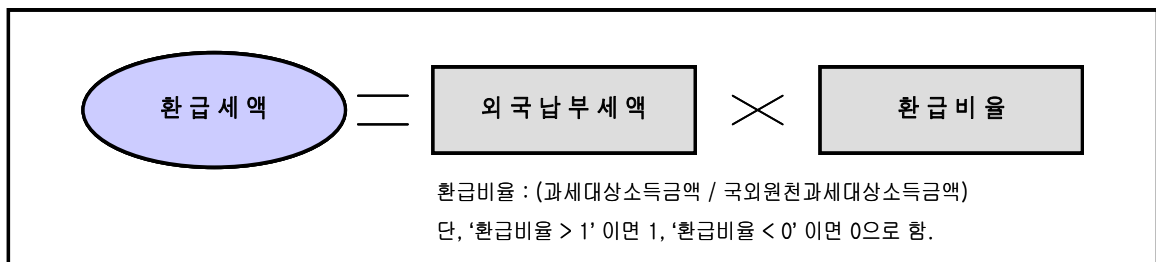 환 급 세 액 = 외 국 납 부 세 액 × 환 급 비 율
환급비율 : (과세대상소득금액 / 국외원천과세대상소득금액)
단, ‘환급비율 > 1’ 이면 1, ‘환급비율 < 0’ 이면 0으로 함.